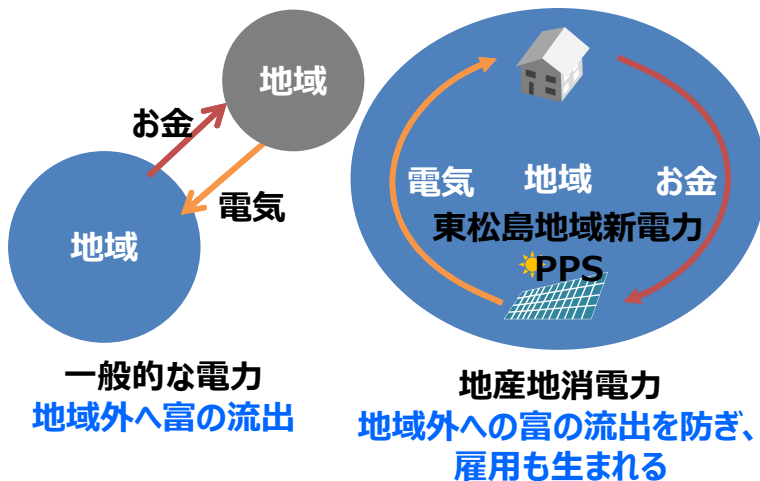 地域
お金
電気
地域
一般的な電力
地域外へ富の流出
電気
地域
お金
東松島地域新電力
PPS
地産地消電力
地域外への富の流出を防ぎ、
雇用も生まれる